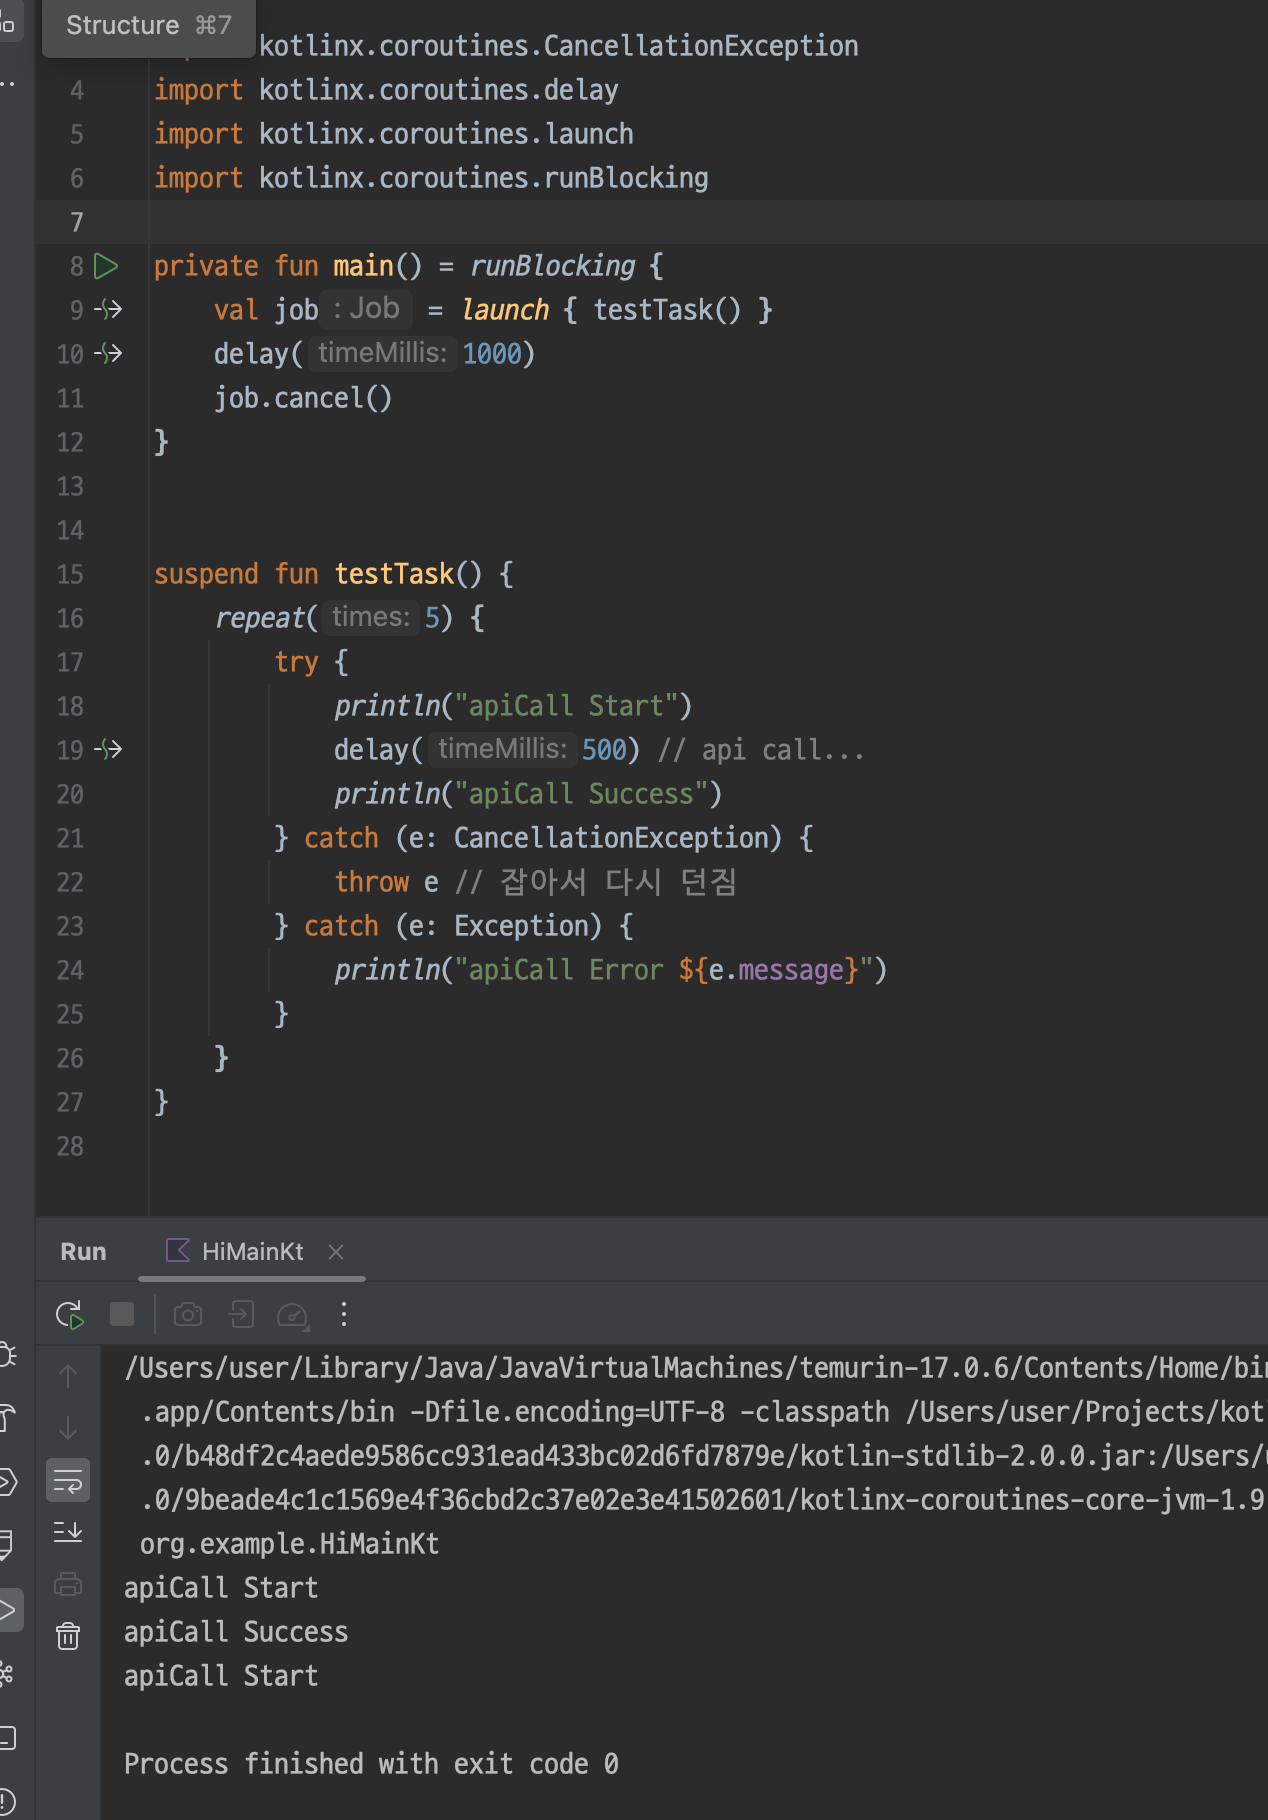 Structure ⌘7
kotlinx.coroutines.CancellationException
4 import kotlinx.coroutines.delay
5 import kotlinx.coroutines.launch
6 import kotlinx.coroutines.runBlocking
7
8 private fun main() = runBlocking {
9 val job : Job = launch { testTask() }
10 delay( timeMillis: 1000)
11 job.cancel()
12 }
13
14
15 suspend fun testTask() {
16 repeat( times: 5) {
17 try {
18 println("apiCall Start")
19 delay( timeMillis: 500) // api call...
20 println("apiCall Success")
21 } catch (e: CancellationException) {
22 throw e // 잡아서 다시 던짐
23 } catch (e: Exception) {
24 println("apiCall Error ${e.message}")
25 }
26 }
27 }
28
Run HiMainKt
/Users/user/Library/Java/JavaVirtualMachines/temurin-17.0.6/Contents/Home/bin
.app/Contents/bin -Dfile.encoding=UTF-8 -classpath /Users/user/Projects/kotl
.0/b48df2c4aede9586cc931ead433bc02d6fd7879e/kotlin-stdlib-2.0.0.jar:/Users/u
.0/9beade4c1c1569e4f36cbd2c37e02e3e41502601/kotlinx-coroutines-core-jvm-1.9
org.example.HiMainKt
apiCall Start
apiCall Success
apiCall Start
Process finished with exit code 0